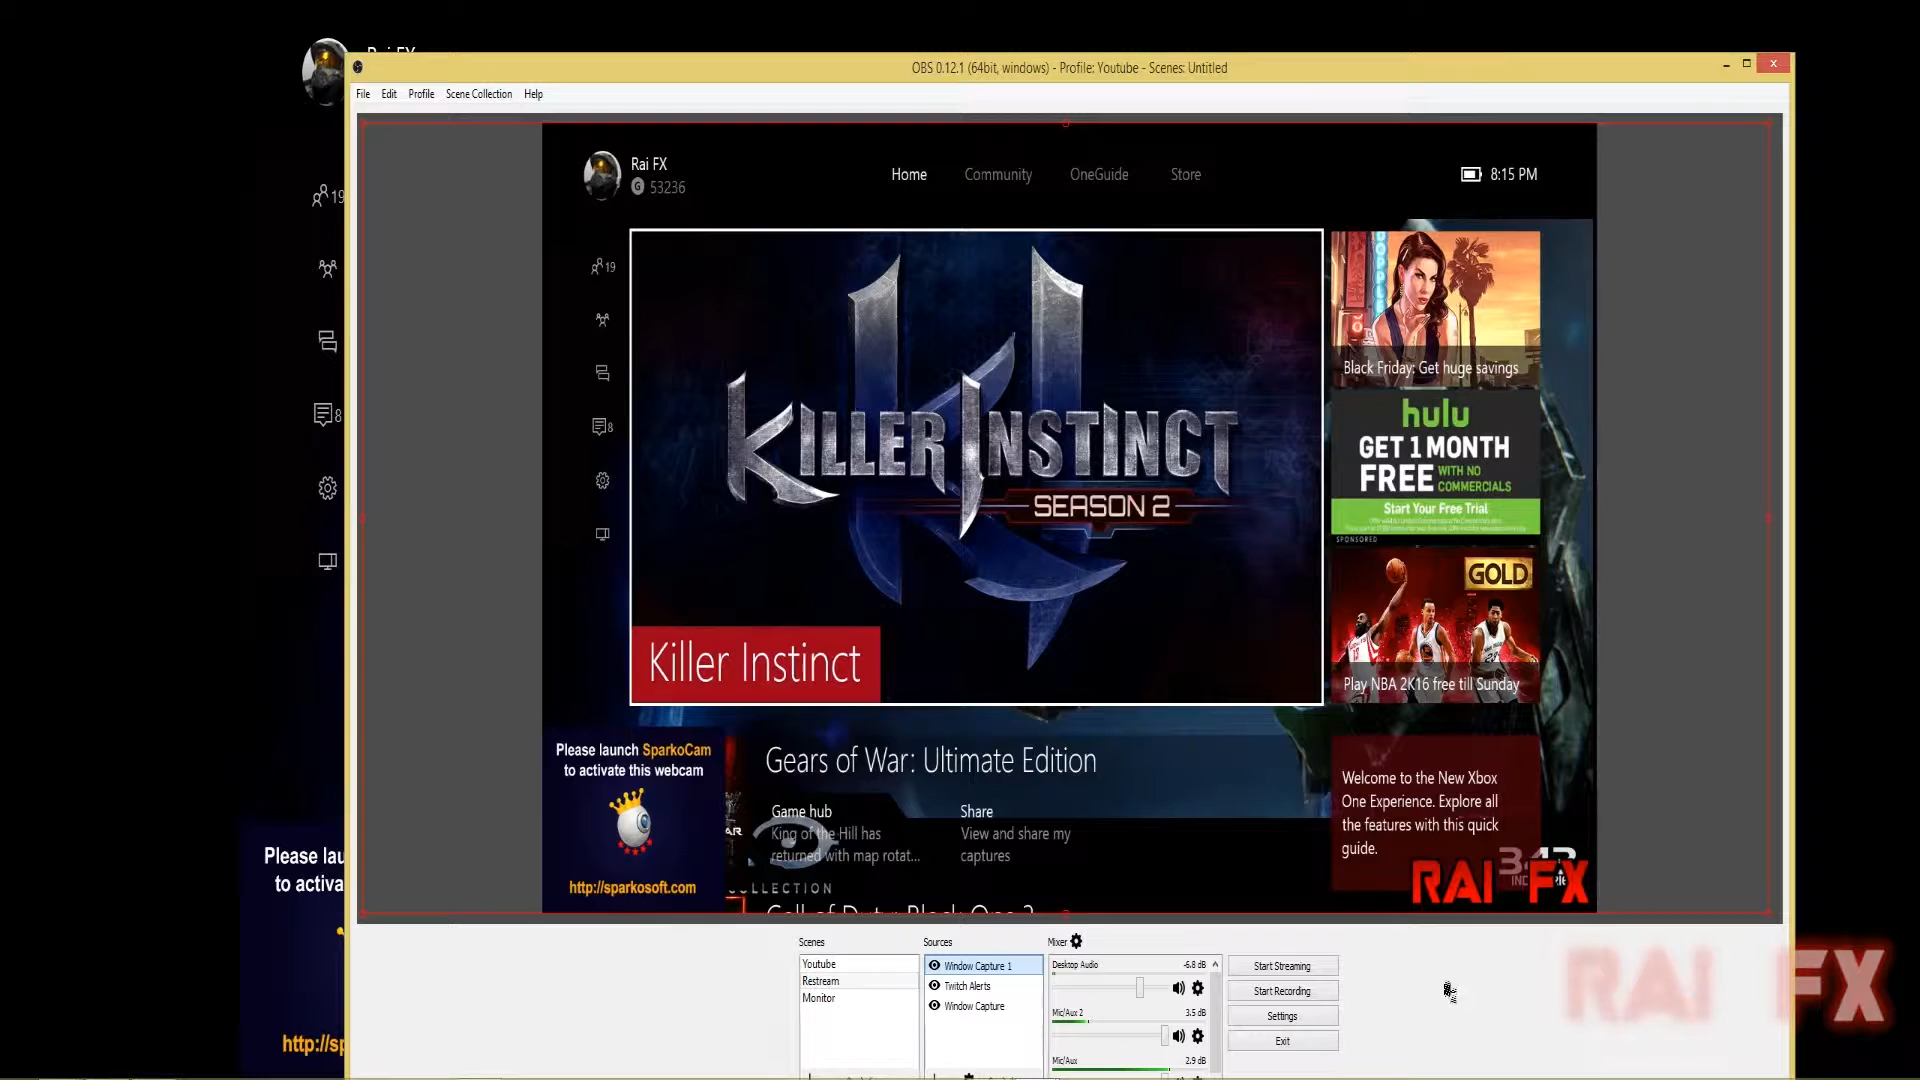 OBS 0.12.1 (64bit, windows) - Profile: Youtube - Scenes: Untitled
File Edit Profile Scene Collection Help
Rai FX
G 53236
Home Community OneGuide Store
8:15 PM
19
19
8
8
KILLER INSTINCT
SEASON 2
Killer Instinct
Black Friday: Get huge savings
hulu
GET 1 MONTH
FREE WITH NO
COMMERCIALS
Start Your Free Trial
SPONSORED
GOLD
Play NBA 2K16 free till Sunday
Please launch SparkoCam
to activate this webcam
http://sparkosoft.com
Gears of War: Ultimate Edition
Game hub
King of the Hill has
returned with map rotat...
Share
View and share my
captures
Welcome to the New Xbox
One Experience. Explore all
the features with this quick
guide.
343
RAI FX
Please lau
to activa
http://sp
Scenes
Youtube
Restream
Monitor
Sources
Window Capture 1
Twitch Alerts
Window Capture
Mixer
Desktop Audio -6.8 dB
Mic/Aux 2 3.5 dB
Mic/Aux 2.9 dB
Start Streaming
Start Recording
Settings
Exit
RAI FX